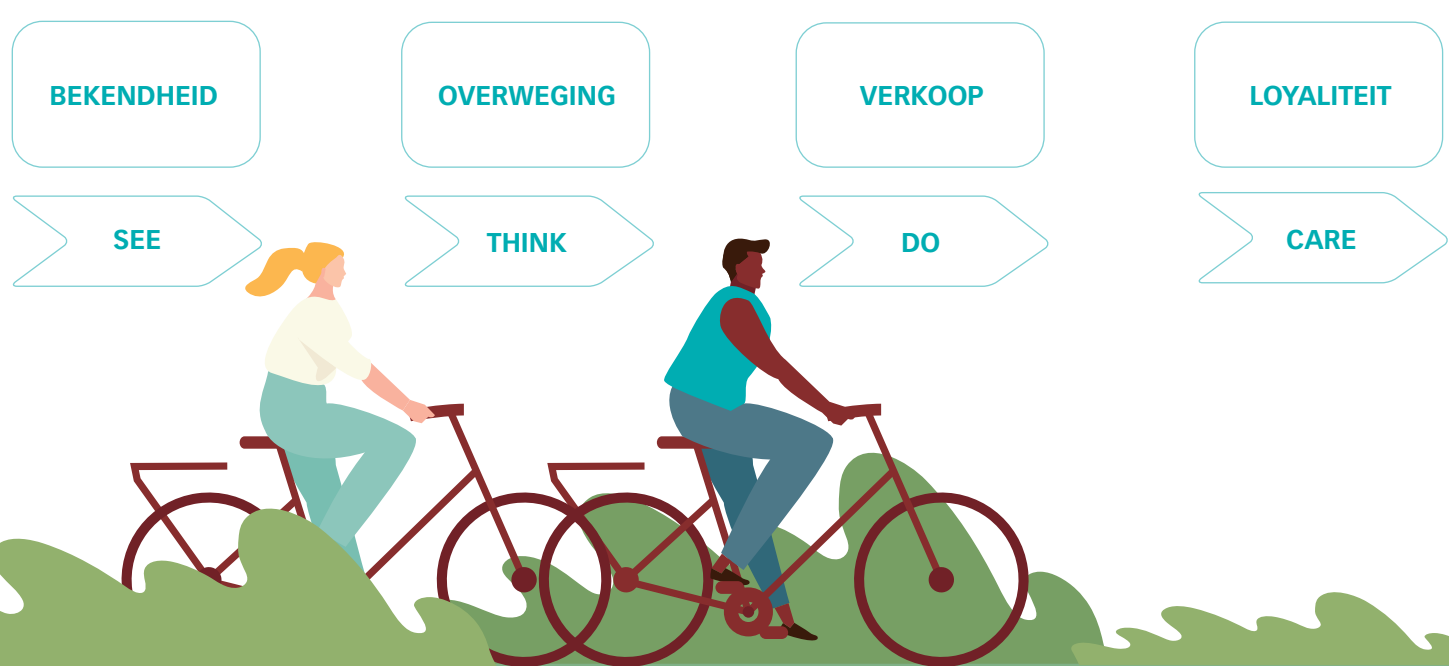 BEKENDHEID
OVERWEGING
VERKOOP
LOYALITEIT
SEE
THINK
DO
CARE